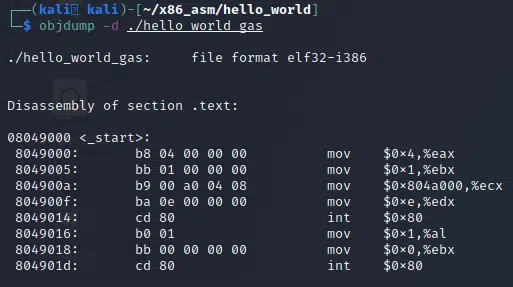 (kali㉿ kali)-[~/x86_asm/hello_world]
$ objdump -d ./hello_world_gas
./hello_world_gas:     file format elf32-i386
Disassembly of section .text:
08049000 <_start>:
 8049000:       b8 04 00 00 00          mov    $0×4,%eax
 8049005:       bb 01 00 00 00          mov    $0×1,%ebx
 804900a:       b9 00 a0 04 08          mov    $0×804a000,%ecx
 804900f:       ba 0e 00 00 00          mov    $0×e,%edx
 8049014:       cd 80                   int    $0×80
 8049016:       b0 01                   mov    $0×1,%al
 8049018:       bb 00 00 00 00          mov    $0×0,%ebx
 804901d:       cd 80                   int    $0×80